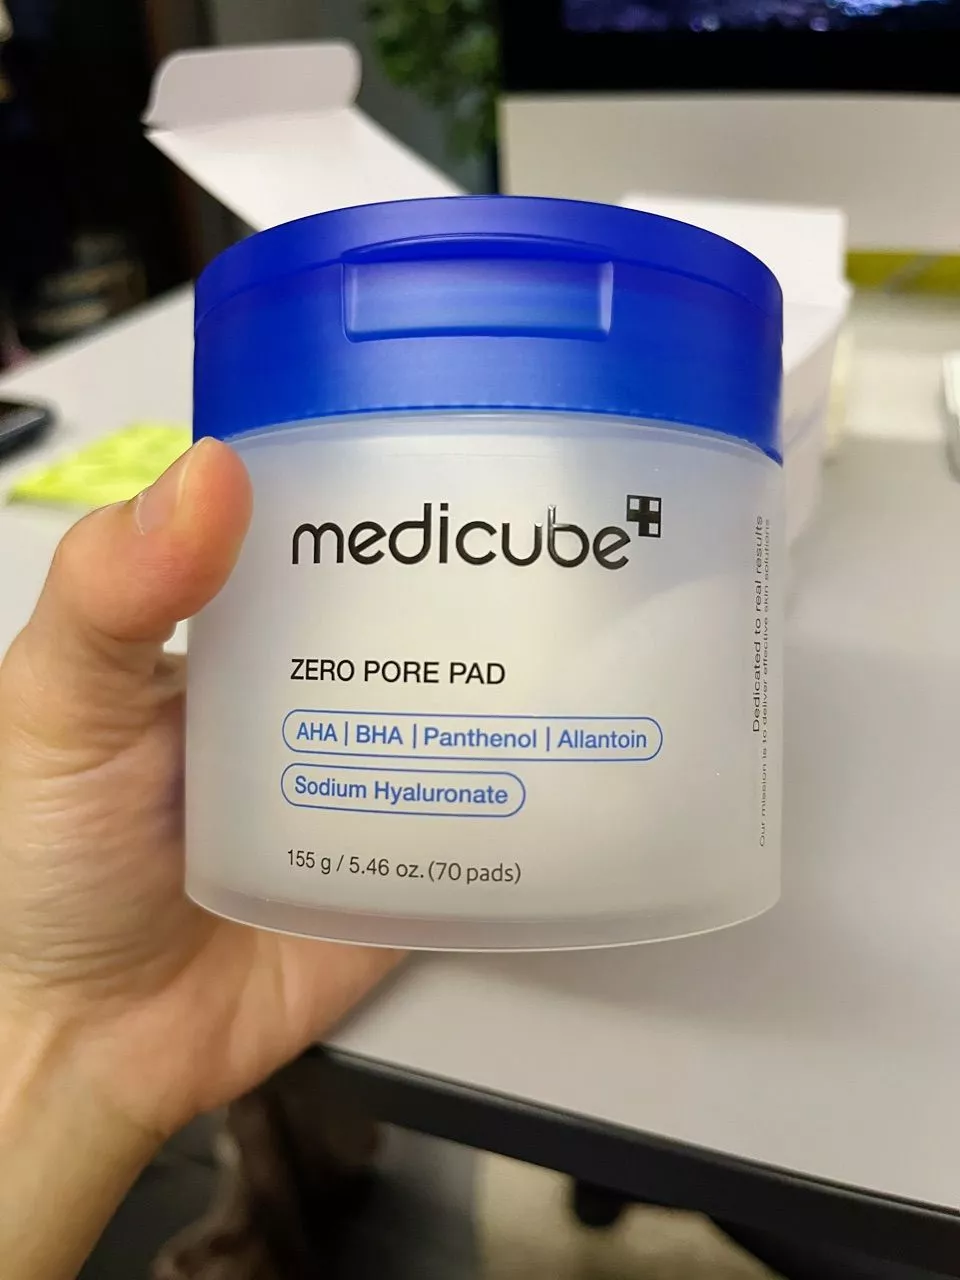 medicube
ZERO PORE PAD
AHA | BHA | Panthenol | Allantoin
Sodium Hyaluronate
155 g / 5.46 oz. (70 pads)
Dedicated to real results
Our mission is to deliver effective skin solutions